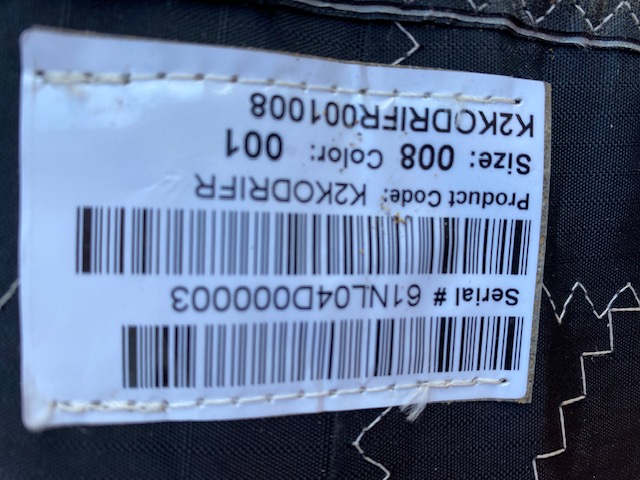 Serial # 61NL04D000003
Product Code: K2KODRIFR
Size: 008 Color: 001
K2KODRIFR001008